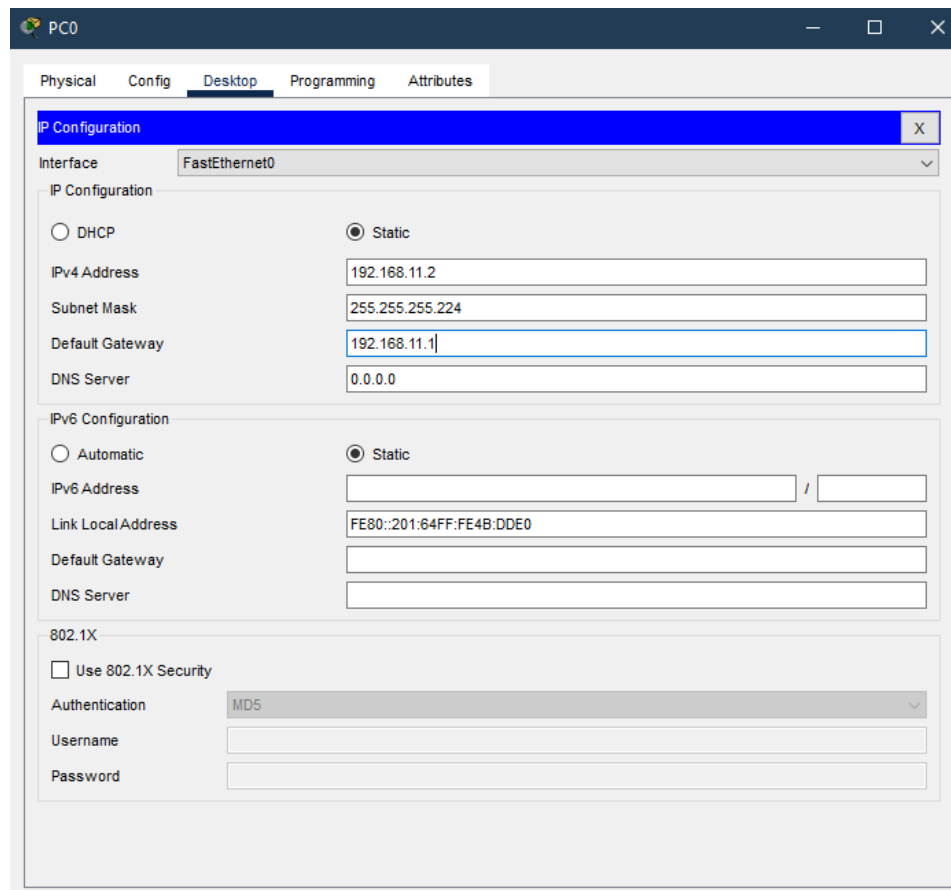 PC0
Physical Config Desktop Programming Attributes
IP Configuration X
Interface FastEthernet0
IP Configuration
DHCP Static
IPv4 Address 192.168.11.2
Subnet Mask 255.255.255.224
Default Gateway 192.168.11.1
DNS Server 0.0.0.0
IPv6 Configuration
Automatic Static
IPv6 Address /
Link Local Address FE80::201:64FF:FE4B:DDE0
Default Gateway
DNS Server
802.1X
Use 802.1X Security
Authentication MD5
Username
Password